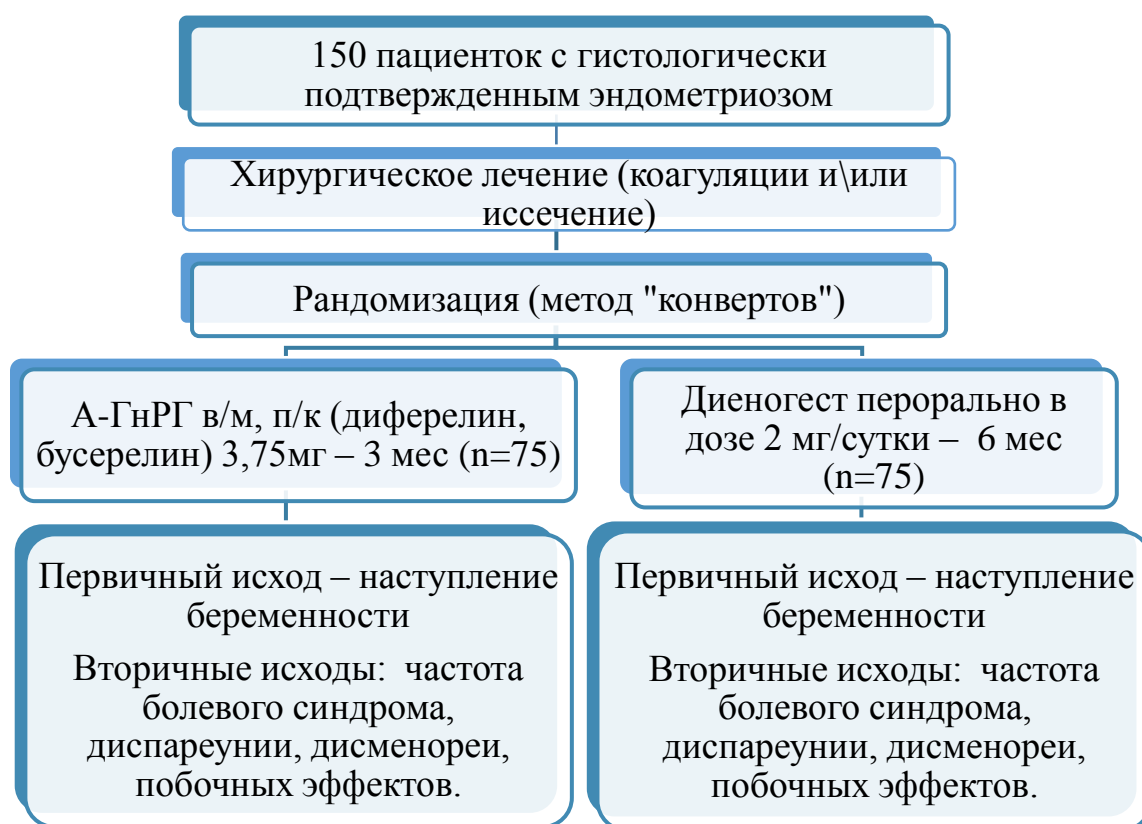 150 пациенток с гистологически
подтвержденным эндометриозом
Хирургическое лечение (коагуляции и\или
иссечение)
Рандомизация (метод "конвертов")
А-ГнРГ в/м, п/к (диферелин,
бусерелин) 3,75мг – 3 мес (n=75)
Диеногест перорально в
дозе 2 мг/сутки – 6 мес
(n=75)
Первичный исход – наступление
беременности
Вторичные исходы: частота
болевого синдрома,
диспареунии, дисменореи,
побочных эффектов.
Первичный исход – наступление
беременности
Вторичные исходы: частота
болевого синдрома,
диспареунии, дисменореи,
побочных эффектов.